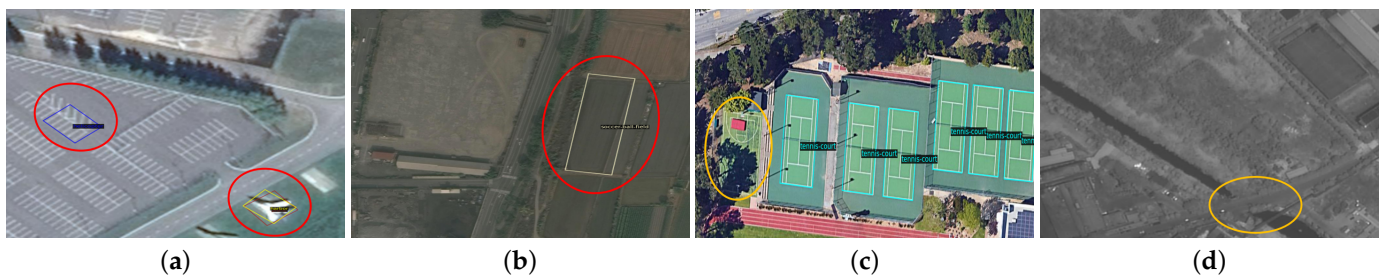 soccer-ball-field
tennis-court
tennis-court
tennis-court
tennis-court
tennis-court
tennis-court
(a)
(b)
(c)
(d)